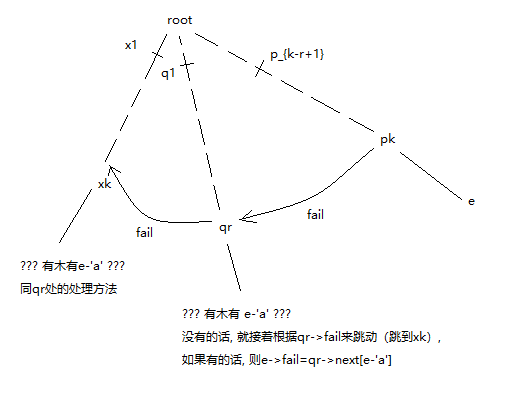 root
x1
q1
p_{k-r+1}
pk
xk
e
fail
qr
fail
??? 有木有e-'a' ???
同qr处的处理方法
??? 有木有 e-'a' ???
没有的话, 就接着根据qr->fail来跳动（跳到xk）,
如果有的话, 则e->fail=qr->next[e-'a']